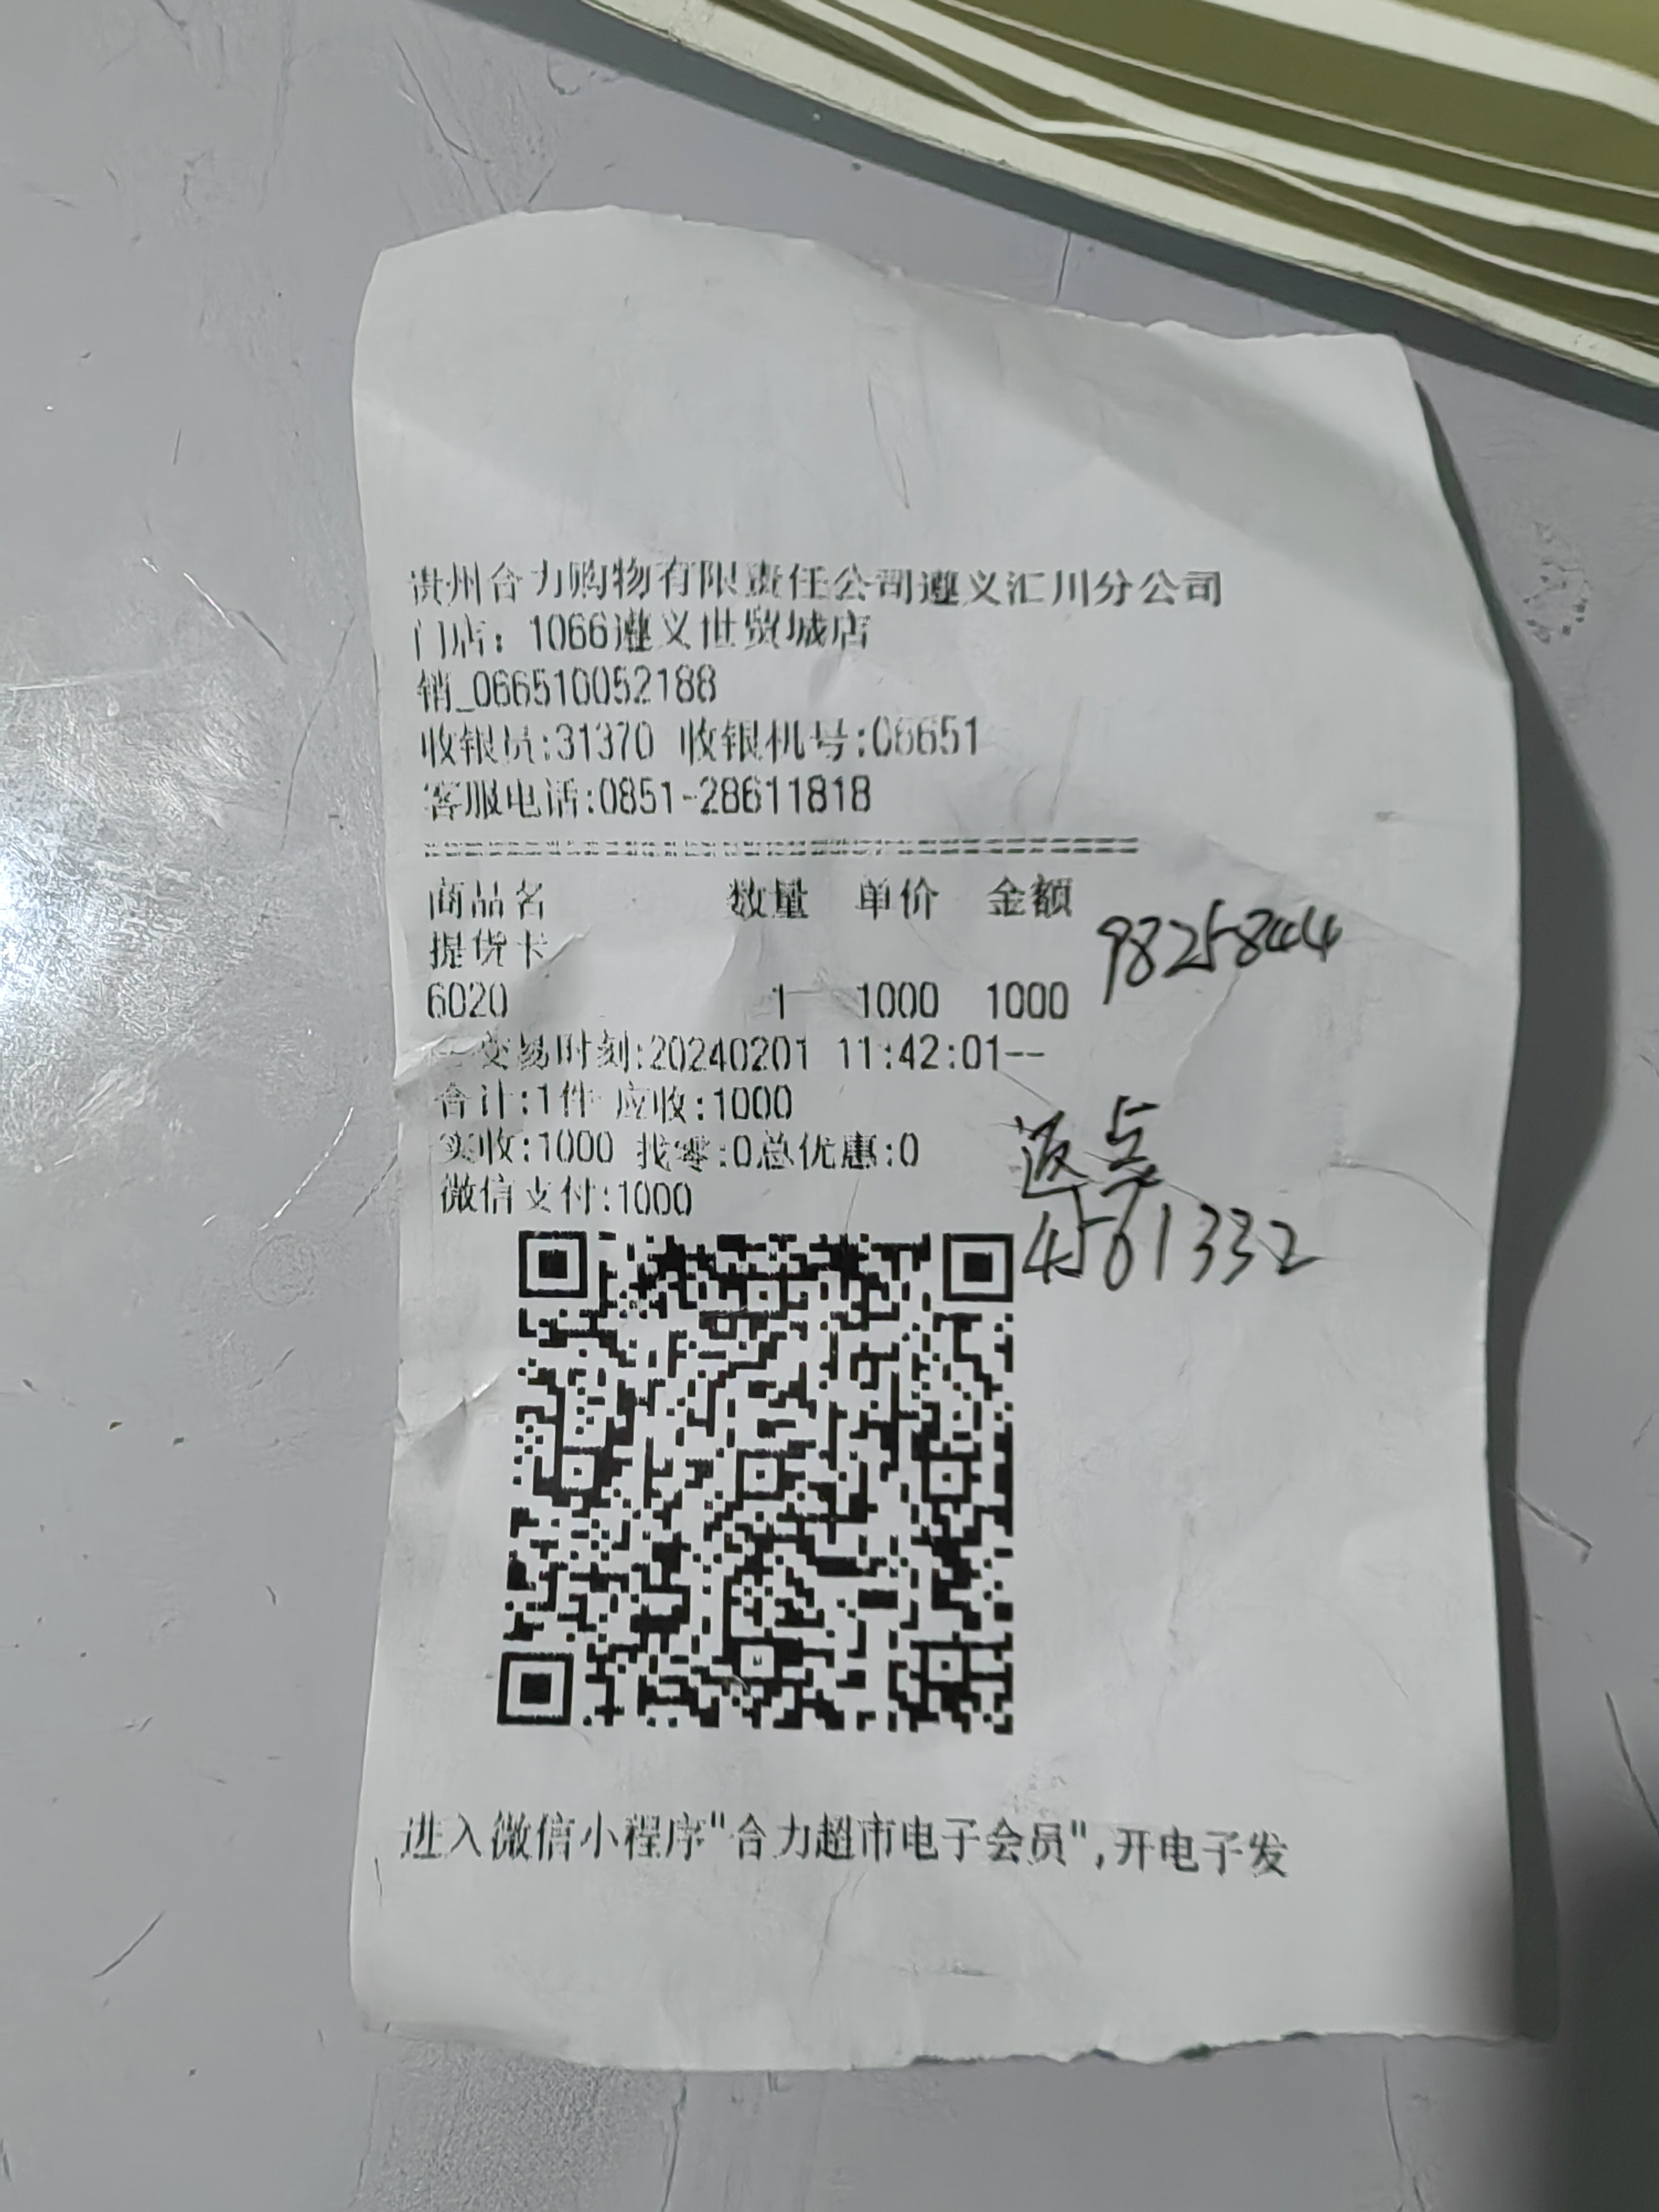 贵州合力购物有限责任公司遵义汇川分公司
门店：1066遵义世贸城店
销_066510052188
收银员:31370 收银机号:06651
客服电话:0851-28611818
================================
商品名 数量 单价 金额
提货卡
9825844
6020 1 1000 1000
--交易时刻:20240201 11:42:01--
合计:1件 应收:1000
实收:1000 找零:0总优惠:0
返点
微信支付:1000
4561332
进入微信小程序"合力超市电子会员",开电子发